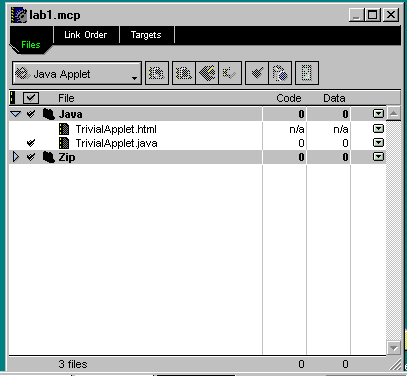 lab1.mcp
Files Link Order Targets
Java Applet
File Code Data
Java 0 0
TrivialApplet.html n/a n/a
TrivialApplet.java 0 0
Zip 0 0
3 files 0 0